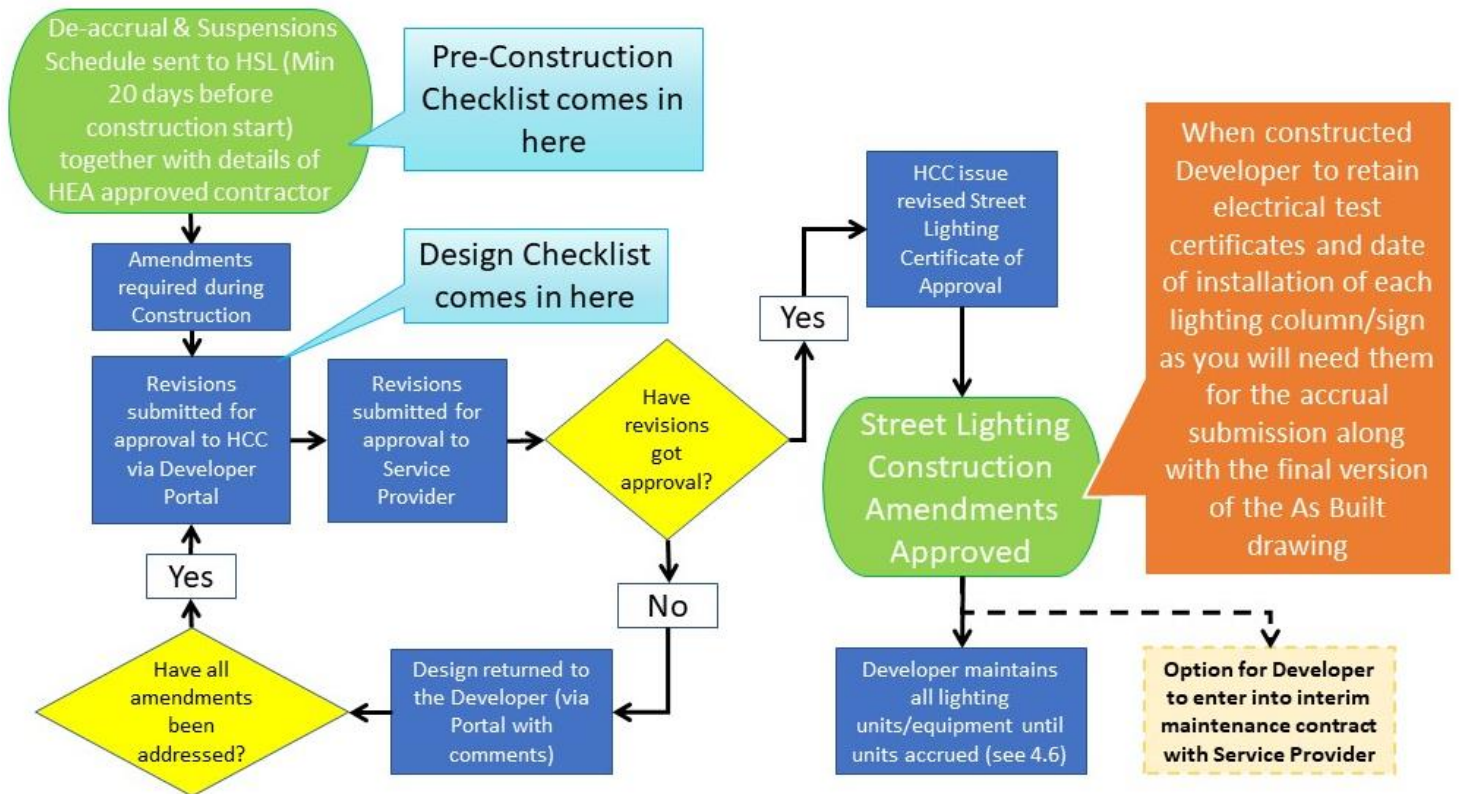 De-accrual & Suspensions
Schedule sent to HSL (Min
20 days before
construction start)
together with details of
HEA approved contractor
Pre-Construction
Checklist comes in
here
Amendments
required during
Construction
Design Checklist
comes in here
Revisions
submitted for
approval to HCC
via Developer
Portal
Revisions
submitted for
approval to
Service
Provider
Have
revisions
got
approval?
Yes
HCC issue
revised Street
Lighting
Certificate of
Approval
Street Lighting
Construction
Amendments
Approved
When constructed
Developer to retain
electrical test
certificates and date
of installation of each
lighting column/sign
as you will need them
for the accrual
submission along
with the final version
of the As Built
drawing
No
Design returned to
the Developer (via
Portal with
comments)
Have all
amendments
been
addressed?
Yes
Developer maintains
all lighting
units/equipment until
units accrued (see 4.6)
Option for Developer
to enter into interim
maintenance contract
with Service Provider